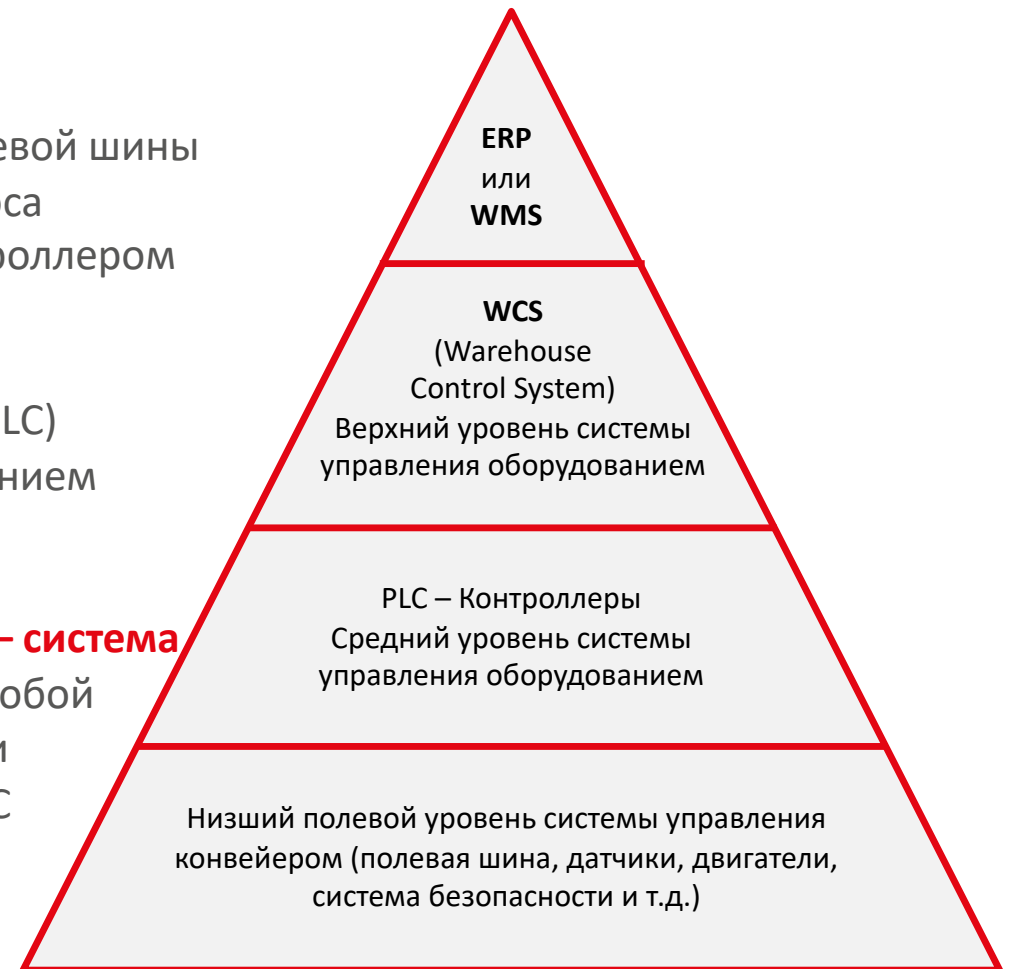 евой шины
оса
роллером
LC)
нием
– система
обой
и
С
ERP
или
WMS
WCS
(Warehouse
Control System)
Верхний уровень системы
управления оборудованием
PLC – Контроллеры
Средний уровень системы
управления оборудованием
Низший полевой уровень системы управления
конвейером (полевая шина, датчики, двигатели,
система безопасности и т.д.)